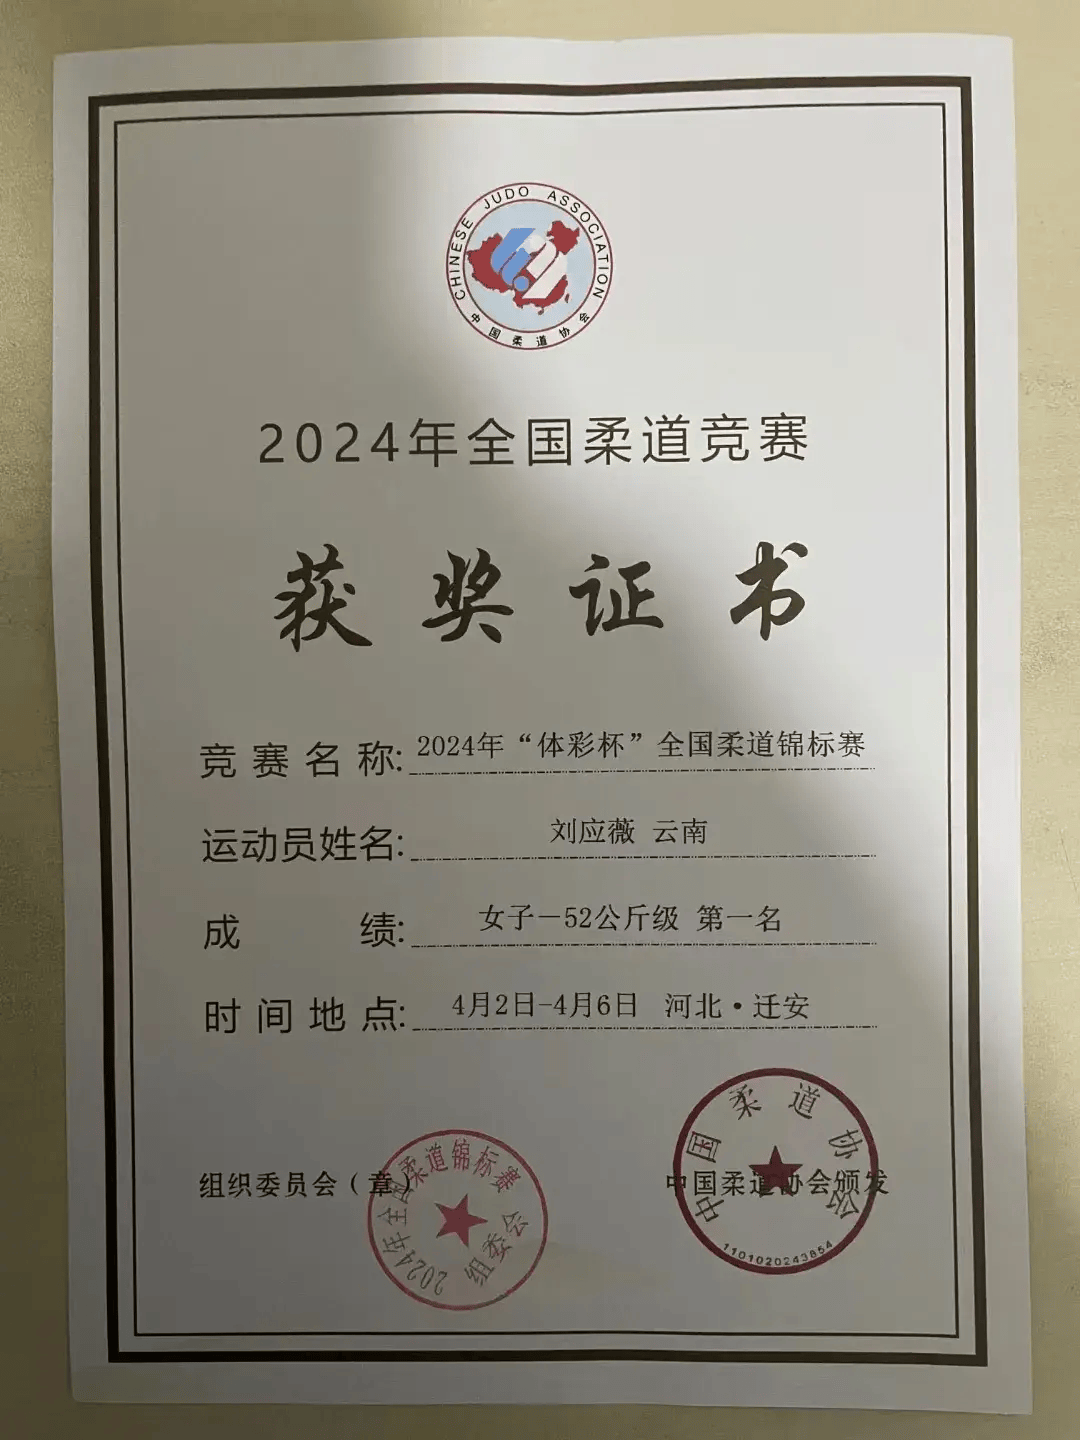 CHINESE JUDO ASSOCIATION
中国柔道协会
2024年全国柔道竞赛
获奖证书
竞赛名称: 2024年“体彩杯”全国柔道锦标赛
运动员姓名: 刘应薇 云南
成绩: 女子-52公斤级 第一名
时间地点: 4月2日-4月6日 河北·迁安
组织委员会（章）
2024年全国柔道锦标赛
组委会
中国柔道协会颁发
中国柔道协会
1101020243854